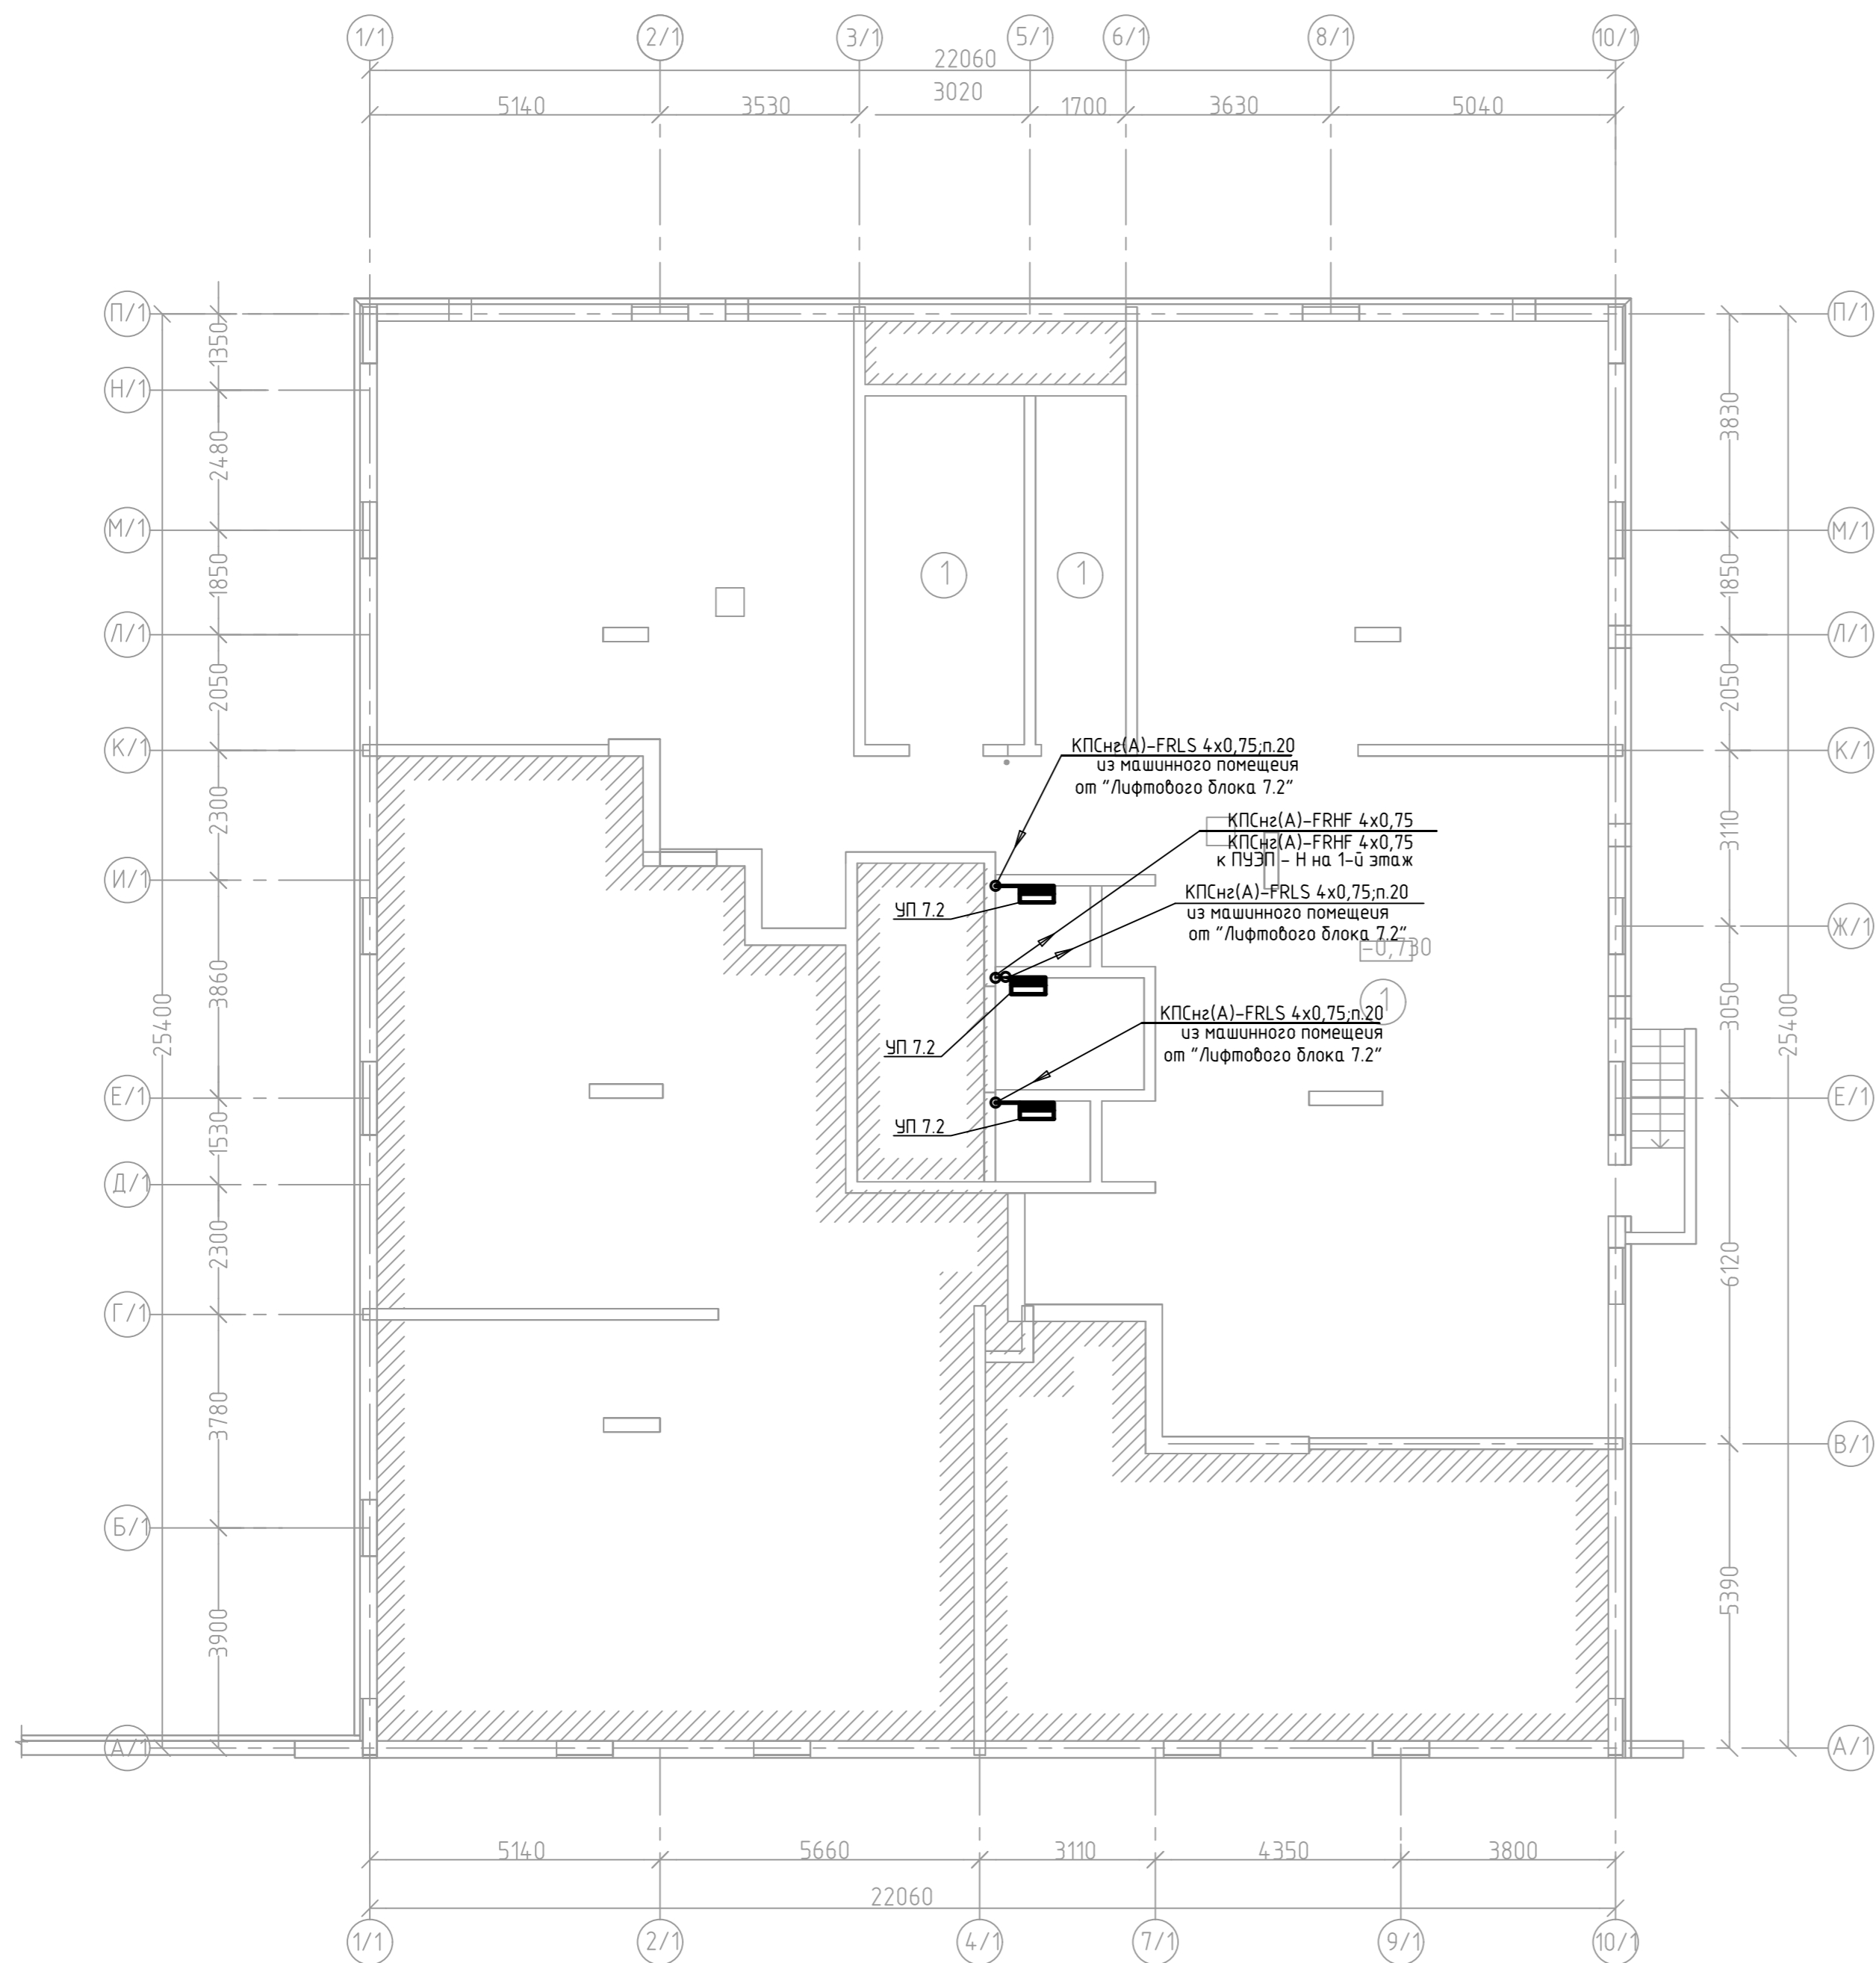 1/1
2/1
3/1
5/1
6/1
8/1
10/1
22060
3020
5140
3530
1700
3630
5040
П/1
П/1
1350
Н/1
3830
2480
М/1
М/1
1850
1850
1
1
Л/1
Л/1
2050
2050
К/1
К/1
КПСнг(А)-FRLS 4х0,75;п.20
из машинного помещеия
от "Лифтового блока 7.2"
2300
3110
КПСнг(А)-FRHF 4х0,75
КПСнг(А)-FRHF 4х0,75
к ПУЭП - Н на 1-й этаж
И/1
КПСнг(А)-FRLS 4х0,75;п.20
из машинного помещеия
от "Лифтового блока 7.2"
УП 7.2
Ж/1
-0,730
3860
1
3050
25400
25400
КПСнг(А)-FRLS 4х0,75;п.20
из машинного помещеия
от "Лифтового блока 7.2"
УП 7.2
Е/1
Е/1
УП 7.2
1530
Д/1
2300
6120
Г/1
3780
В/1
Б/1
5390
3900
А/1
А/1
5140
5660
3110
4350
3800
22060
1/1
2/1
4/1
7/1
9/1
10/1